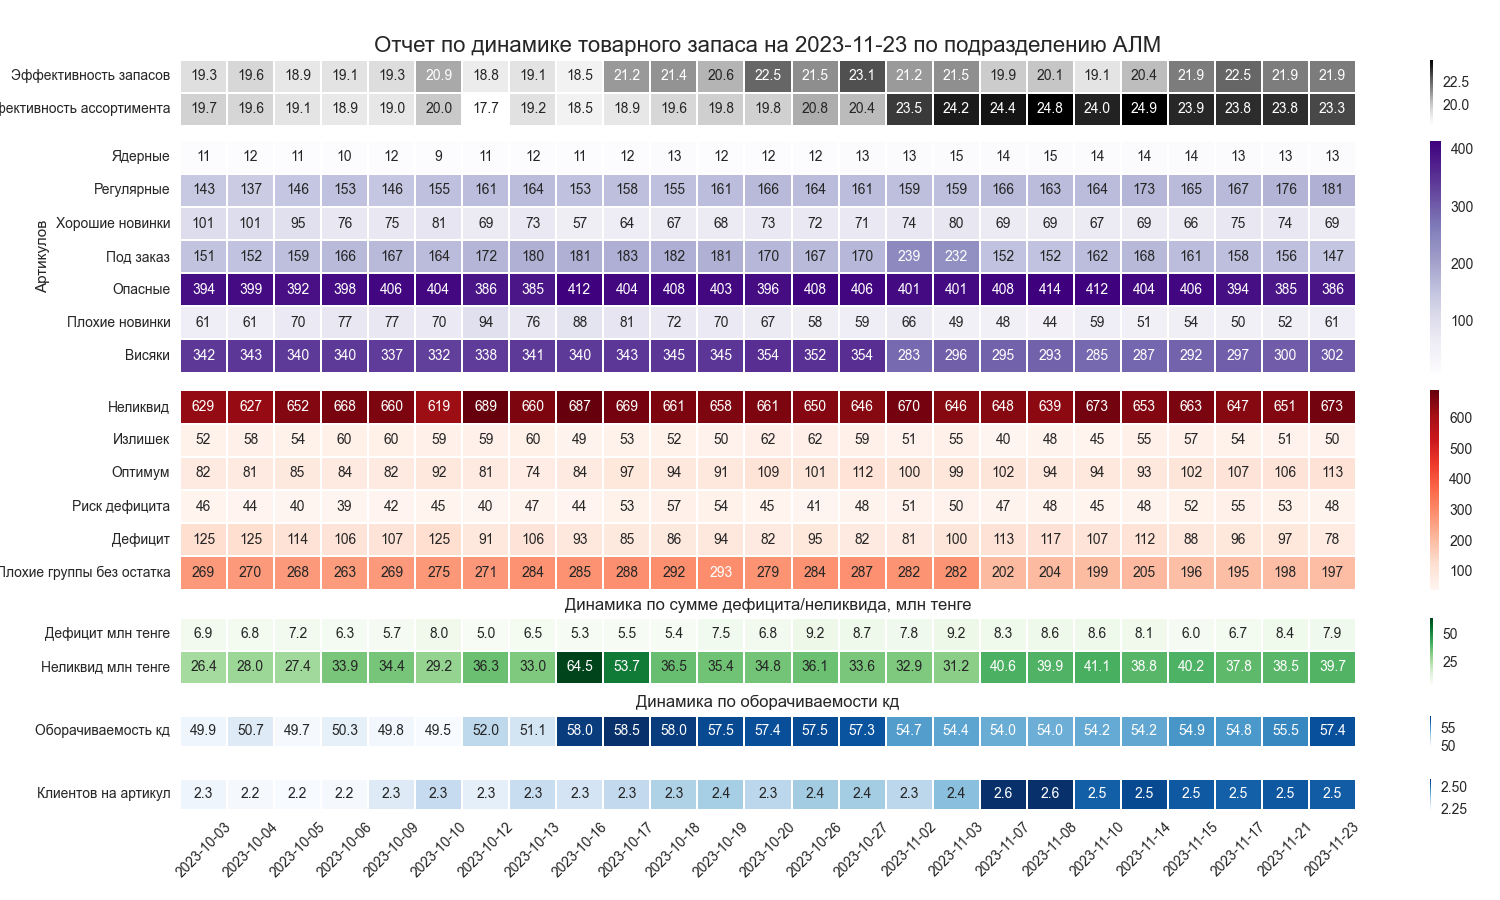 Отчет по динамике товарного запаса на 2023-11-23 по подразделению АЛМ
Эффективность запасов 19.3 19.6 18.9 19.1 19.3 20.9 18.8 19.1 18.5 21.2 21.4 20.6 22.5 21.5 23.1 21.2 21.5 19.9 20.1 19.1 20.4 21.9 22.5 21.9 21.9
фективность ассортимента 19.7 19.6 19.1 18.9 19.0 20.0 17.7 19.2 18.5 18.9 19.6 19.8 19.8 20.8 20.4 23.5 24.2 24.4 24.8 24.0 24.9 23.9 23.8 23.8 23.3
22.5
20.0
Артикулов
Ядерные 11 12 11 10 12 9 11 12 11 12 13 12 12 12 13 13 15 14 15 14 14 14 13 13 13
Регулярные 143 137 146 153 146 155 161 164 153 158 155 161 166 164 161 159 159 166 163 164 173 165 167 176 181
Хорошие новинки 101 101 95 76 75 81 69 73 57 64 67 68 73 72 71 74 80 69 69 67 69 66 75 74 69
Под заказ 151 152 159 166 167 164 172 180 181 183 182 181 170 167 170 239 232 152 152 162 168 161 158 156 147
Опасные 394 399 392 398 406 404 386 385 412 404 408 403 396 408 406 401 401 408 414 412 404 406 394 385 386
Плохие новинки 61 61 70 77 77 70 94 76 88 81 72 70 67 58 59 66 49 48 44 59 51 54 50 52 61
Висяки 342 343 340 340 337 332 338 341 340 343 345 345 354 352 354 283 296 295 293 285 287 292 297 300 302
400
300
200
100
Неликвид 629 627 652 668 660 619 689 660 687 669 661 658 661 650 646 670 646 648 639 673 653 663 647 651 673
Излишек 52 58 54 60 60 59 59 60 49 53 52 50 62 62 59 51 55 40 48 45 55 57 54 51 50
Оптимум 82 81 85 84 82 92 81 74 84 97 94 91 109 101 112 100 99 102 94 94 93 102 107 106 113
Риск дефицита 46 44 40 39 42 45 40 47 44 53 57 54 45 41 48 51 50 47 48 45 48 52 55 53 48
Дефицит 125 125 114 106 107 125 91 106 93 85 86 94 82 95 82 81 100 113 117 107 112 88 96 97 78
Плохие группы без остатка 269 270 268 263 269 275 271 284 285 288 292 293 279 284 287 282 282 202 204 199 205 196 195 198 197
600
500
400
300
200
100
Динамика по сумме дефицита/неликвида, млн тенге
Дефицит млн тенге 6.9 6.8 7.2 6.3 5.7 8.0 5.0 6.5 5.3 5.5 5.4 7.5 6.8 9.2 8.7 7.8 9.2 8.3 8.6 8.6 8.1 6.0 6.7 8.4 7.9
Неликвид млн тенге 26.4 28.0 27.4 33.9 34.4 29.2 36.3 33.0 64.5 53.7 36.5 35.4 34.8 36.1 33.6 32.9 31.2 40.6 39.9 41.1 38.8 40.2 37.8 38.5 39.7
50
25
Динамика по оборачиваемости кд
Оборачиваемость кд 49.9 50.7 49.7 50.3 49.8 49.5 52.0 51.1 58.0 58.5 58.0 57.5 57.4 57.5 57.3 54.7 54.4 54.0 54.0 54.2 54.2 54.9 54.8 55.5 57.4
55
50
Клиентов на артикул 2.3 2.2 2.2 2.2 2.3 2.3 2.3 2.3 2.3 2.3 2.3 2.4 2.3 2.4 2.4 2.3 2.4 2.6 2.6 2.5 2.5 2.5 2.5 2.5 2.5
2.50
2.25
2023-10-03 2023-10-04 2023-10-05 2023-10-06 2023-10-09 2023-10-10 2023-10-12 2023-10-13 2023-10-16 2023-10-17 2023-10-18 2023-10-19 2023-10-20 2023-10-26 2023-10-27 2023-11-02 2023-11-03 2023-11-07 2023-11-08 2023-11-10 2023-11-14 2023-11-15 2023-11-17 2023-11-21 2023-11-23